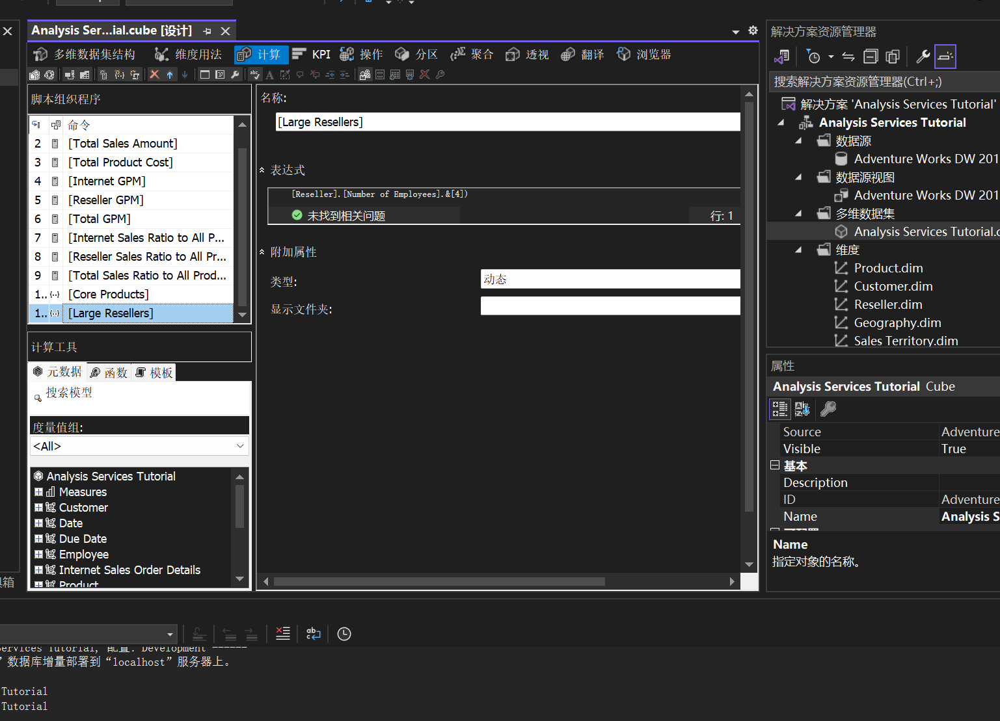 Analysis Ser...ial.cube [设计]
多维数据集结构
维度用法
计算
KPI
操作
分区
聚合
透视
翻译
浏览器
脚本组织程序
命令
2 [Total Sales Amount]
3 [Total Product Cost]
4 [Internet GPM]
5 [Reseller GPM]
6 [Total GPM]
7 [Internet Sales Ratio to All P...
8 [Reseller Sales Ratio to All Pr...
9 [Total Sales Ratio to All Prod...
1.. [Core Products]
1.. [Large Resellers]
计算工具
元数据
函数
模板
搜索模型
度量值组:
<All>
Analysis Services Tutorial
Measures
Customer
Date
Due Date
Employee
Internet Sales Order Details
Product
名称:
[Large Resellers]
表达式
[Reseller].[Number of Employees].&[4])
未找到相关问题
行: 1
附加属性
类型:
动态
显示文件夹:
解决方案资源管理器
搜索解决方案资源管理器(Ctrl+;)
解决方案 'Analysis Services Tutorial'
Analysis Services Tutorial
数据源
Adventure Works DW 201
数据源视图
Adventure Works DW 201
多维数据集
Analysis Services Tutorial.c
维度
Product.dim
Customer.dim
Reseller.dim
Geography.dim
Sales Territory.dim
属性
Analysis Services Tutorial Cube
Source Adventure
Visible True
基本
Description
ID Adventure
Name Analysis S
Name
指定对象的名称。
箱
Services Tutorial, 配置: Development ------
”数据库增量部署到“localhost”服务器上。
Tutorial
Tutorial